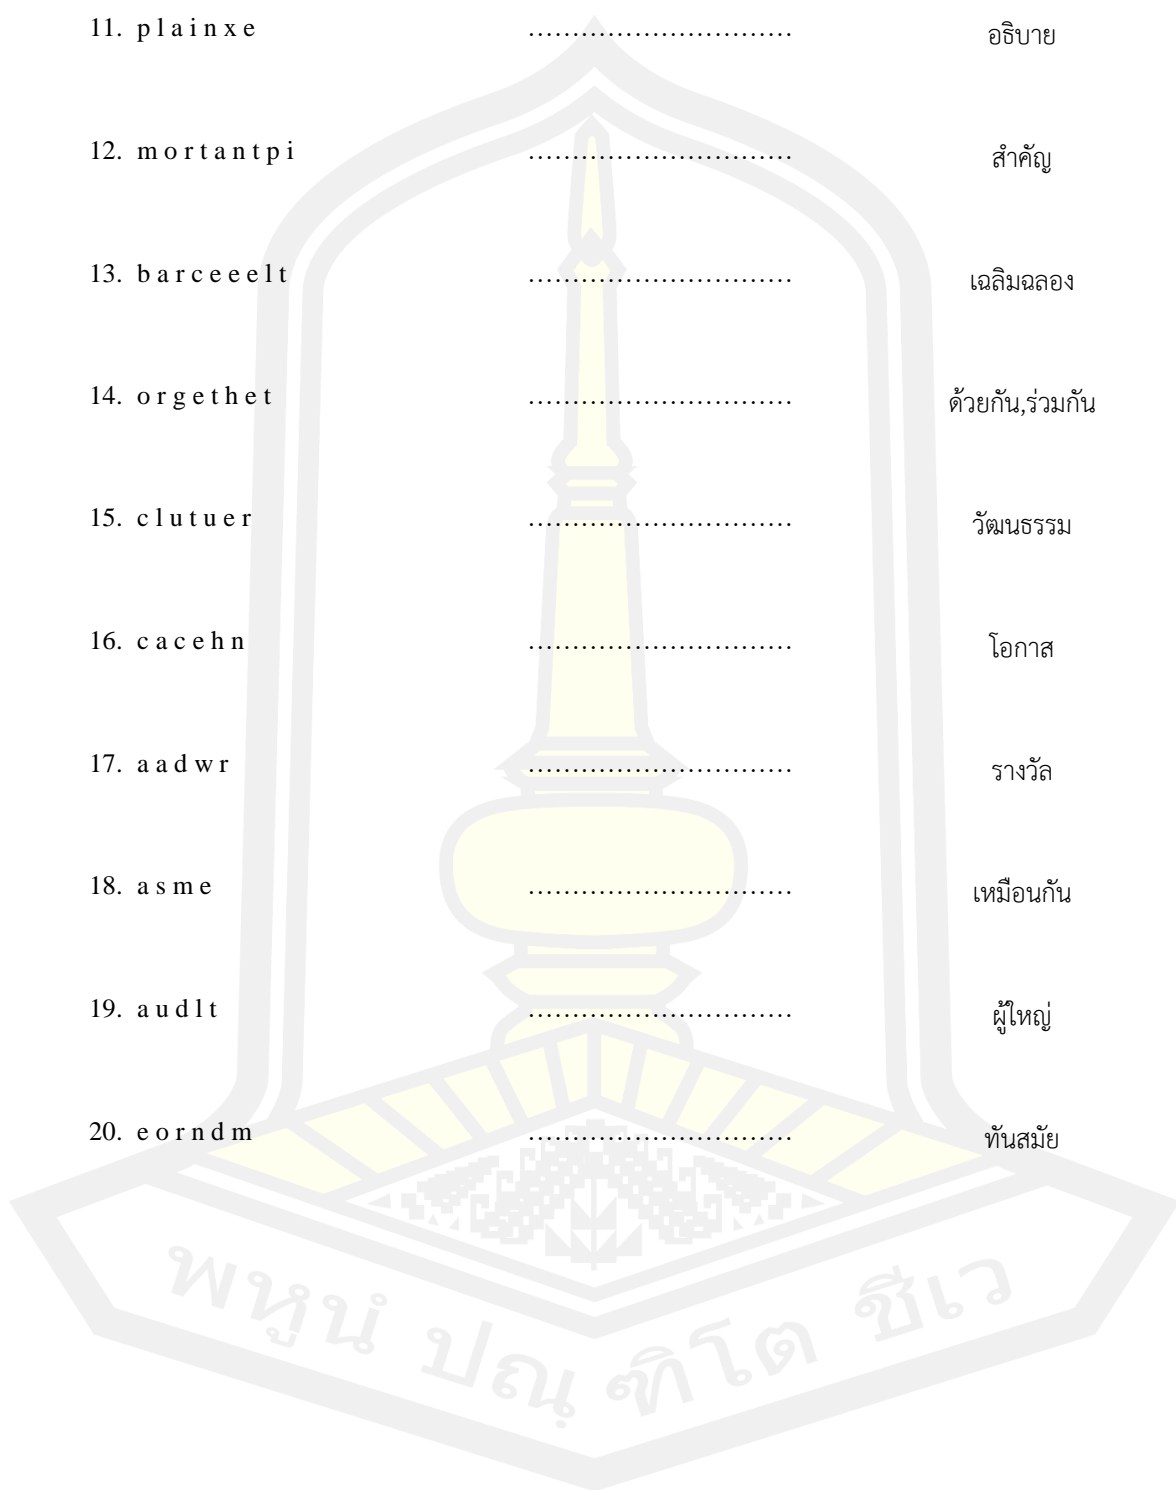 11. p l a i n x e ………………………… อธิบาย
12. m o r t a n t p i ………………………… สำคัญ
13. b a r c e e e l t ………………………… เฉลิมฉลอง
14. o r g e t h e t ………………………… ด้วยกัน,ร่วมกัน
15. c l u t u e r ………………………… วัฒนธรรม
16. c a c e h n ………………………… โอกาส
17. a a d w r ………………………… รางวัล
18. a s m e ………………………… เหมือนกัน
19. a u d l t ………………………… ผู้ใหญ่
20. e o r n d m ………………………… ทันสมัย
พหูนํ ปณฺฑิโต ชีเว